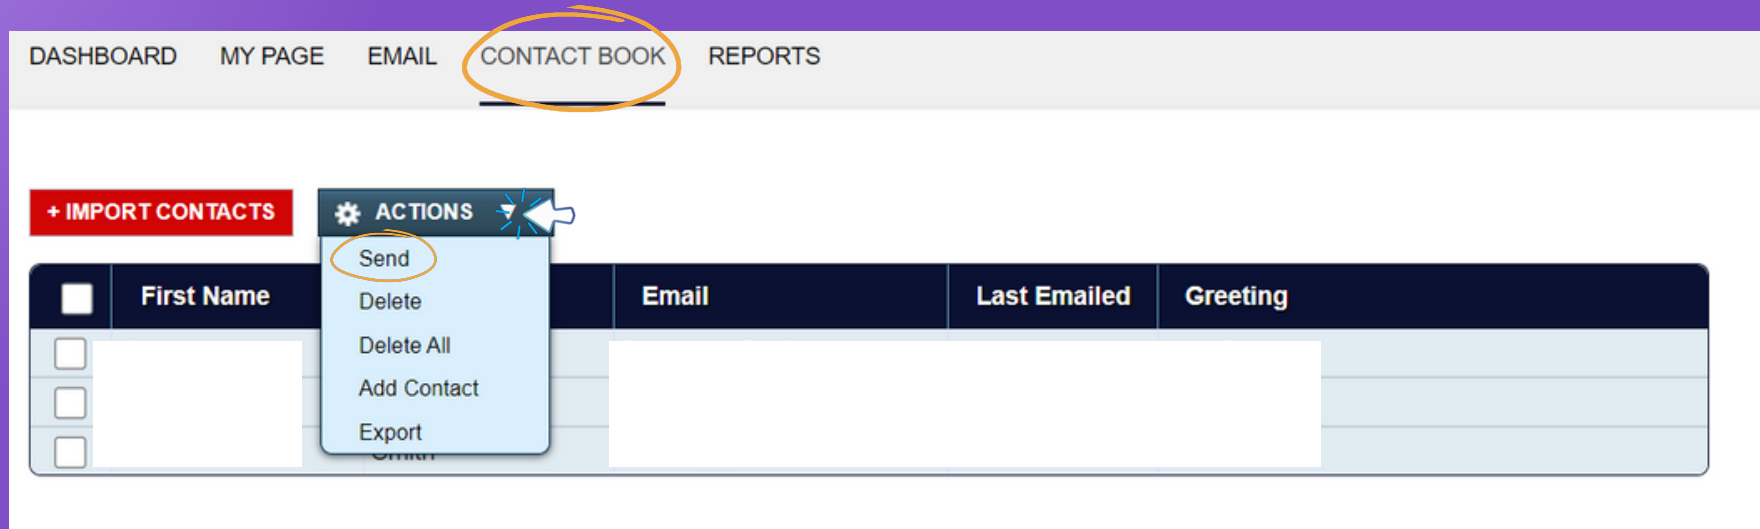 DASHBOARD MY PAGE EMAIL CONTACT BOOK REPORTS
+ IMPORT CONTACTS ACTIONS
Send
Delete
Delete All
Add Contact
Export
First Name Email Last Emailed Greeting
Smith